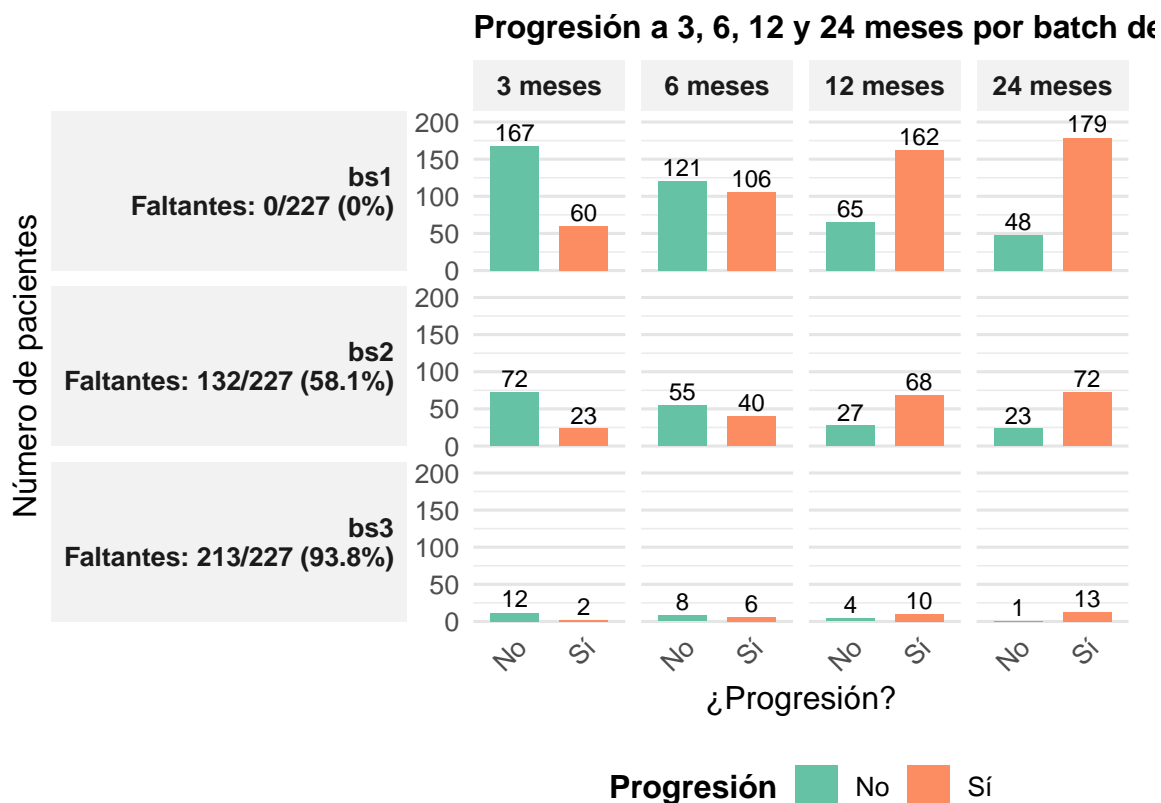 Progresión a 3, 6, 12 y 24 meses por batch de
3 meses 6 meses 12 meses 24 meses
Número de pacientes
bs1
Faltantes: 0/227 (0%)
200
150
100
50
0
167 60 121 106 65 162 48 179
bs2
Faltantes: 132/227 (58.1%)
200
150
100
50
0
72 23 55 40 27 68 23 72
bs3
Faltantes: 213/227 (93.8%)
200
150
100
50
0
12 2 8 6 4 10 1 13
No Sí No Sí No Sí No Sí
¿Progresión?
Progresión No Sí